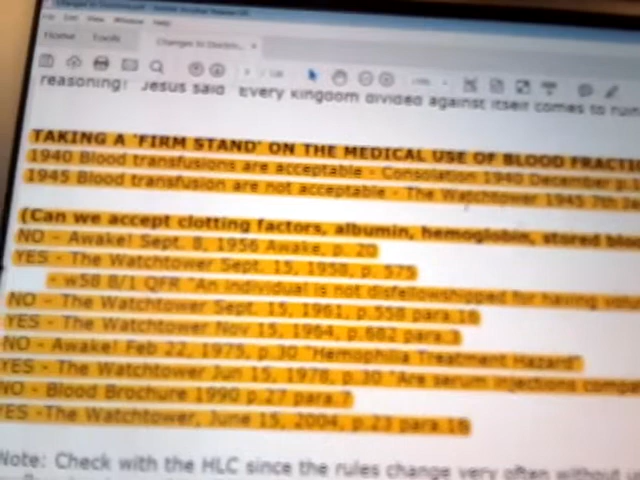 Home Tools Changes to Doctrin...
reasoning! Jesus said "Every kingdom divided against itself comes to ruin
TAKING A 'FIRM STAND' ON THE MEDICAL USE OF BLOOD FRACTI
1940 Blood transfusions are acceptable - Consolation 1940 December p.
1945 Blood transfusion are not acceptable - The Watchtower 1945
(Can we accept clotting factors, albumin, hemoglobin, stored bloo
NO - Awake! Sept. 8, 1956 Awake, p. 20
YES - The Watchtower Sept. 15, 1958, p. 575
- w58 8/1 QFR "An individual is not disfellowshipped for having
NO - The Watchtower Sept. 15, 1961, p.558 para.16
YES - The Watchtower Nov 15, 1964, p.682 para.3
NO - Awake! Feb 22, 1975, p.30 "Hemophilia Treatment Hazard"
YES - The Watchtower Jun 15, 1978, p.30 "Are serum injections compa
NO - Blood Brochure 1990 p.27 para.7
YES -The Watchtower, June 15, 2004, p.23 para.16
Note: Check with the HLC since the rules change very often without